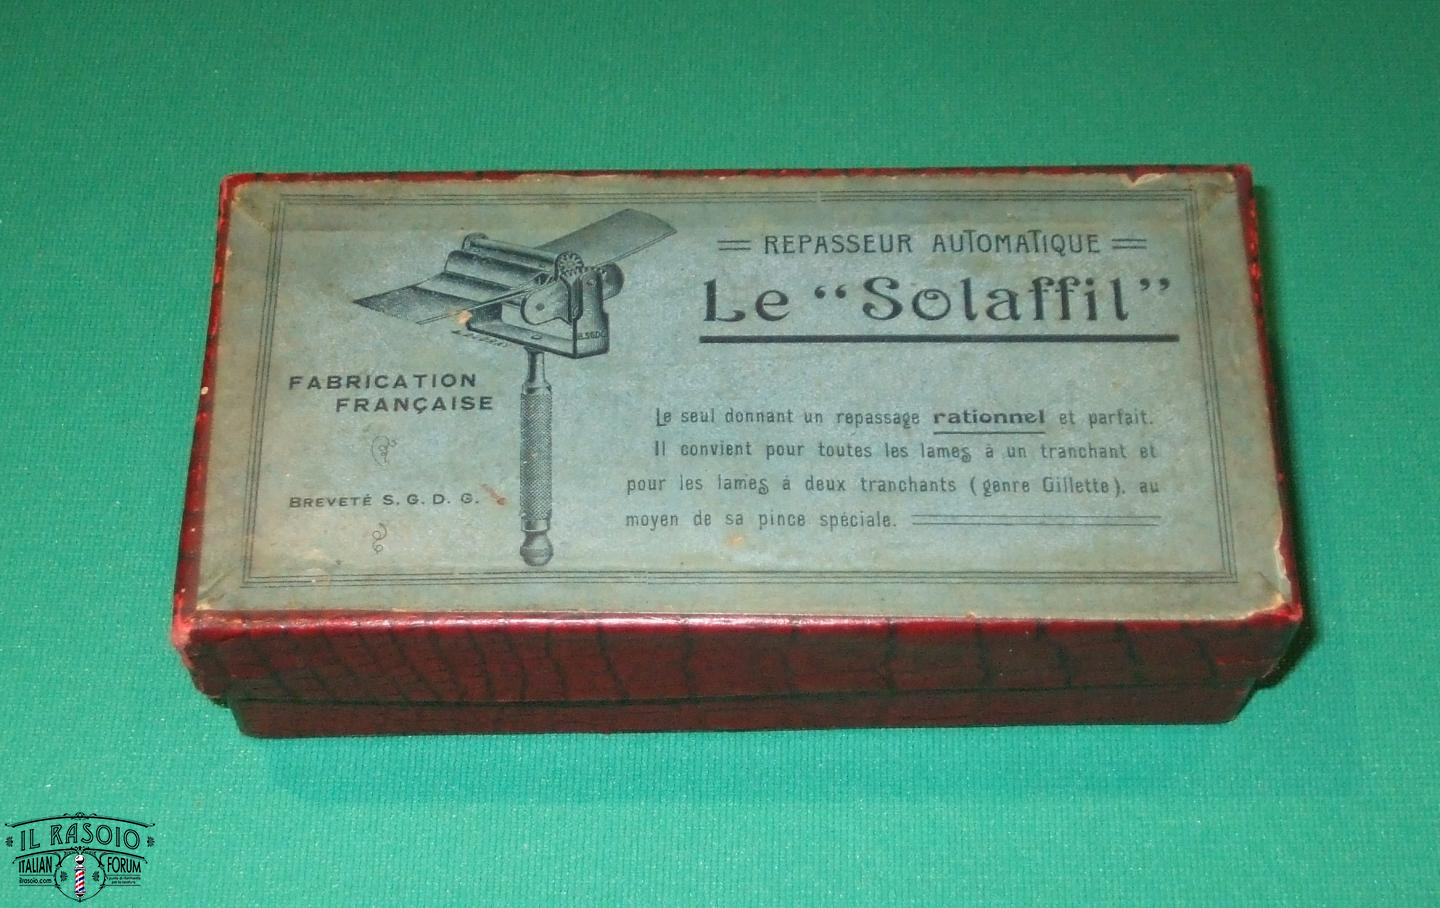 REPASSEUR AUTOMATIQUE
Le “Solaffil”
FABRICATION
FRANÇAISE
BREVETÉ S. G. D. G.
Le seul donnant un repassage rationnel et parfait.
Il convient pour toutes les lames à un tranchant et
pour les lames à deux tranchants (genre Gillette), au
moyen de sa pince spéciale.
IL RASOIO
ITALIAN FORUM
ilrasoio.com